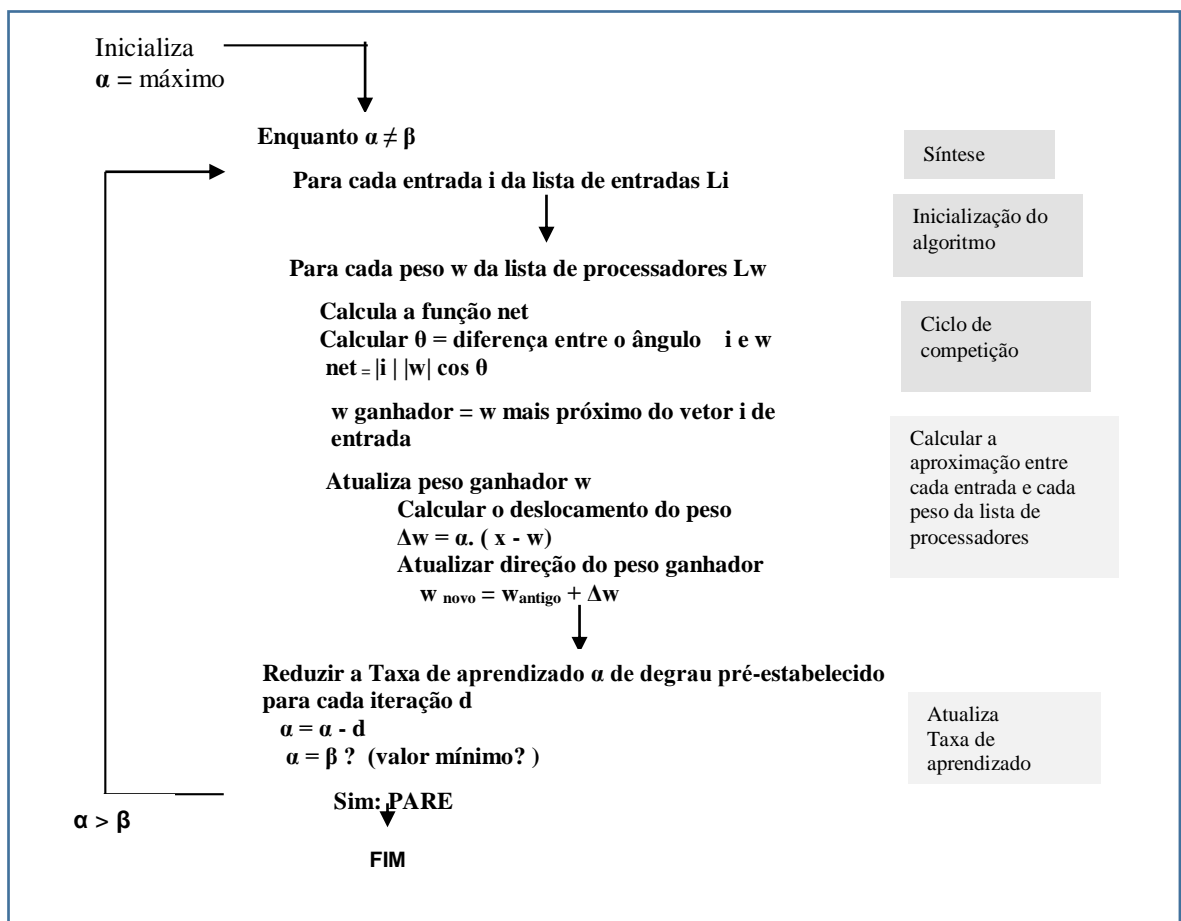 Inicializa
α = máximo
Enquanto α ≠ β
Para cada entrada i da lista de entradas Li
Para cada peso w da lista de processadores Lw
Calcula a função net
Calcular θ = diferença entre o ângulo i e w
net = |i | |w| cos θ
w ganhador = w mais próximo do vetor i de
entrada
Atualiza peso ganhador w
Calcular o deslocamento do peso
Δw = α. ( x - w)
Atualizar direção do peso ganhador
w novo = wantigo + Δw
Reduzir a Taxa de aprendizado α de degrau pré-estabelecido
para cada iteração d
α = α - d
α = β ? (valor mínimo? )
Sim: PARE
α > β
FIM
Síntese
Inicialização do
algoritmo
Ciclo de
competição
Calcular a
aproximação entre
cada entrada e cada
peso da lista de
processadores
Atualiza
Taxa de
aprendizado